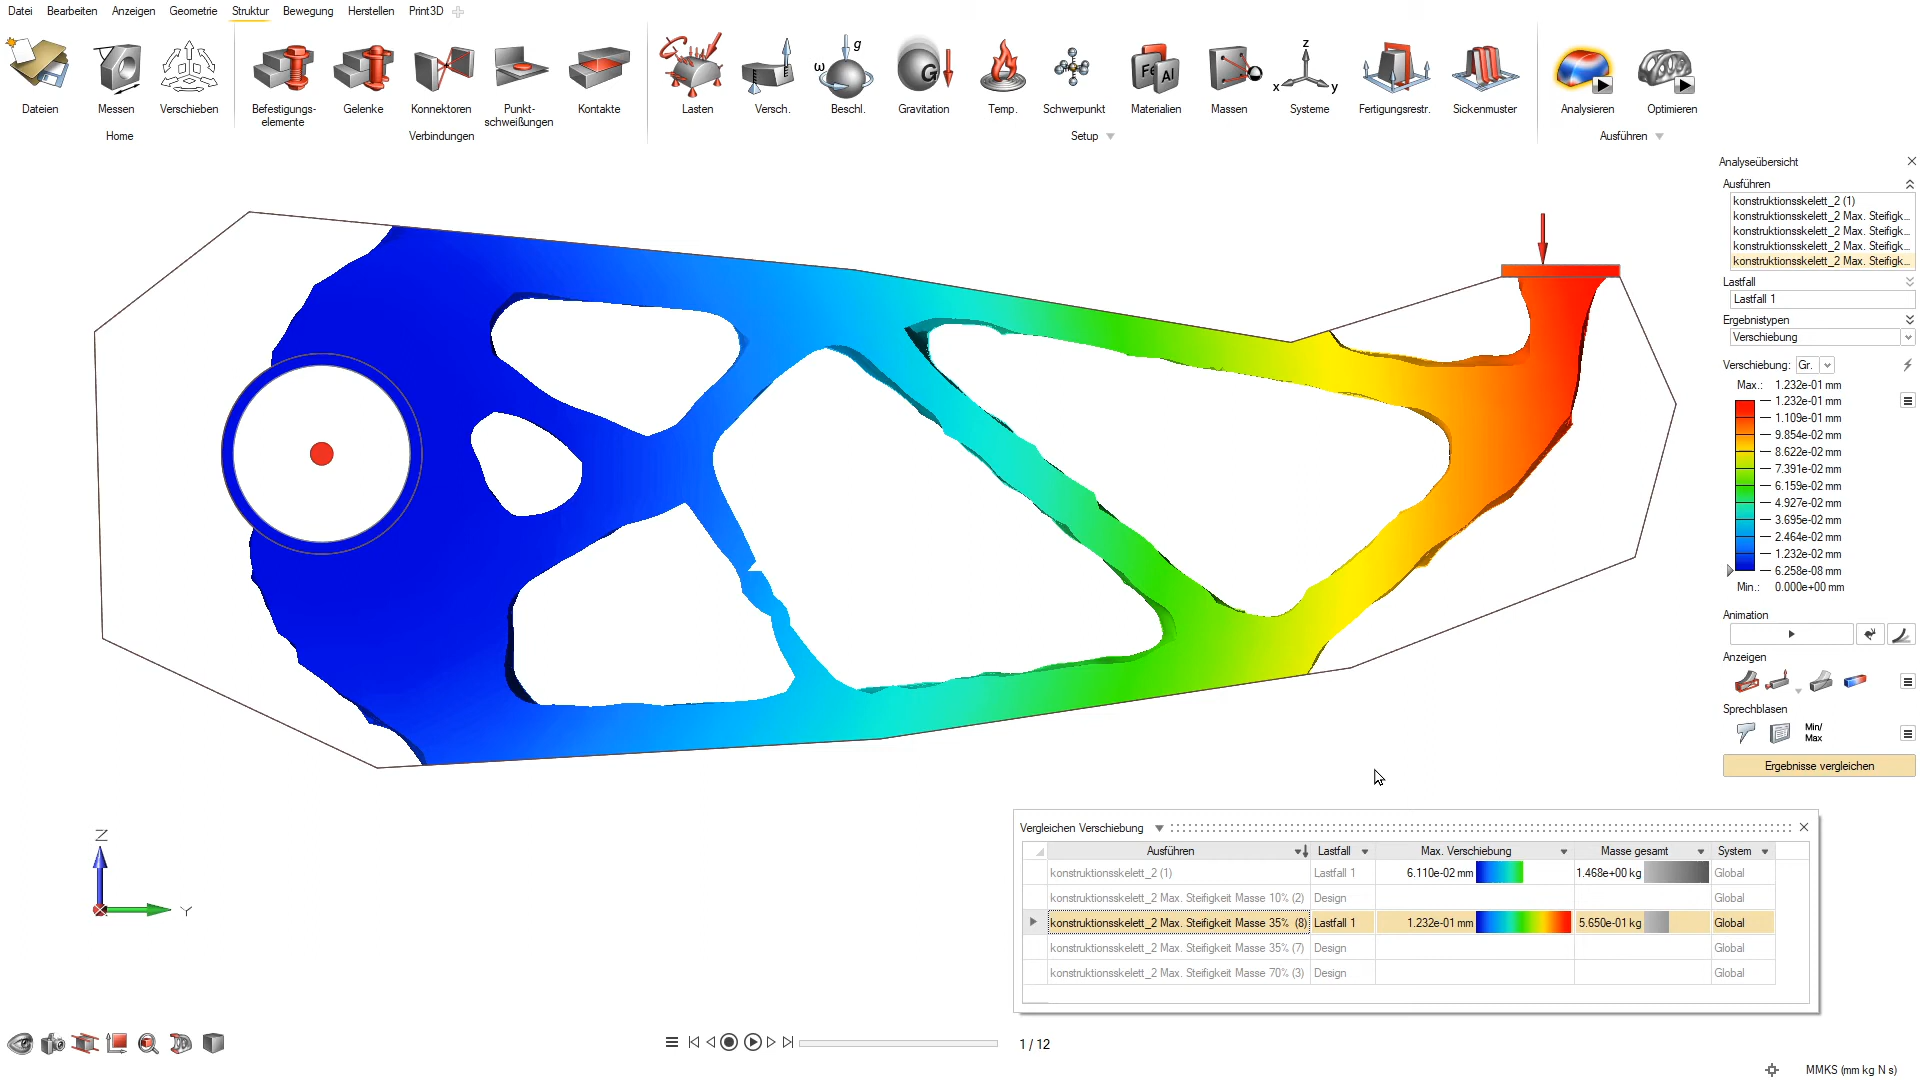 Datei Bearbeiten Anzeigen Geometrie Struktur Bewegung Herstellen Print3D
g
z
ω G Fe Al
x y
Dateien Messen Verschieben Befestigungs- Gelenke Konnektoren Punkt- Kontakte Lasten Versch. Beschl. Gravitation Temp. Schwerpunkt Materialien Massen Systeme Fertigungsrestr. Sickenmuster Analysieren Optimieren
elemente schweißungen
Home Verbindungen Setup Ausführen
Analyseübersicht
Ausführen
konstruktionsskelett_2 (1)
konstruktionsskelett_2 Max. Steifigk...
konstruktionsskelett_2 Max. Steifigk...
konstruktionsskelett_2 Max. Steifigk...
konstruktionsskelett_2 Max. Steifigk...
Lastfall
Lastfall 1
Ergebnistypen
Verschiebung
Verschiebung: Gr.
Max.: 1.232e-01 mm
1.232e-01 mm
1.109e-01 mm
9.854e-02 mm
8.622e-02 mm
7.391e-02 mm
6.159e-02 mm
4.927e-02 mm
3.695e-02 mm
2.464e-02 mm
1.232e-02 mm
6.258e-08 mm
Min.: 0.000e+00 mm
Animation
Anzeigen
Sprechblasen
Min/
Max
Ergebnisse vergleichen
Z
Y
Vergleichen Verschiebung
Ausführen Lastfall Max. Verschiebung Masse gesamt System
konstruktionsskelett_2 (1) Lastfall 1 6.110e-02 mm 1.468e+00 kg Global
konstruktionsskelett_2 Max. Steifigkeit Masse 10% (2) Design Global
konstruktionsskelett_2 Max. Steifigkeit Masse 35% (8) Lastfall 1 1.232e-01 mm 5.650e-01 kg Global
konstruktionsskelett_2 Max. Steifigkeit Masse 35% (7) Design Global
konstruktionsskelett_2 Max. Steifigkeit Masse 70% (3) Design Global
1 / 12
MMKS (mm kg N s)